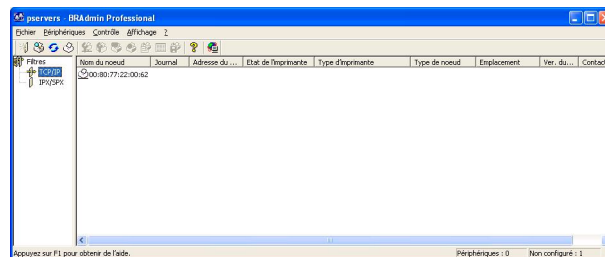 pservers - BRAdmin Professional
Fichier Périphériques Contrôle Affichage ?
Filtres
TCP/IP
IPX/SPX
Nom du noeud Journal Adresse du ... Etat de l'imprimante Type d'imprimante Type de noeud Emplacement Ver. du... Contact
00:80:77:22:00:62
Appuyez sur F1 pour obtenir de l'aide. Périphériques : 0 Non configuré : 1